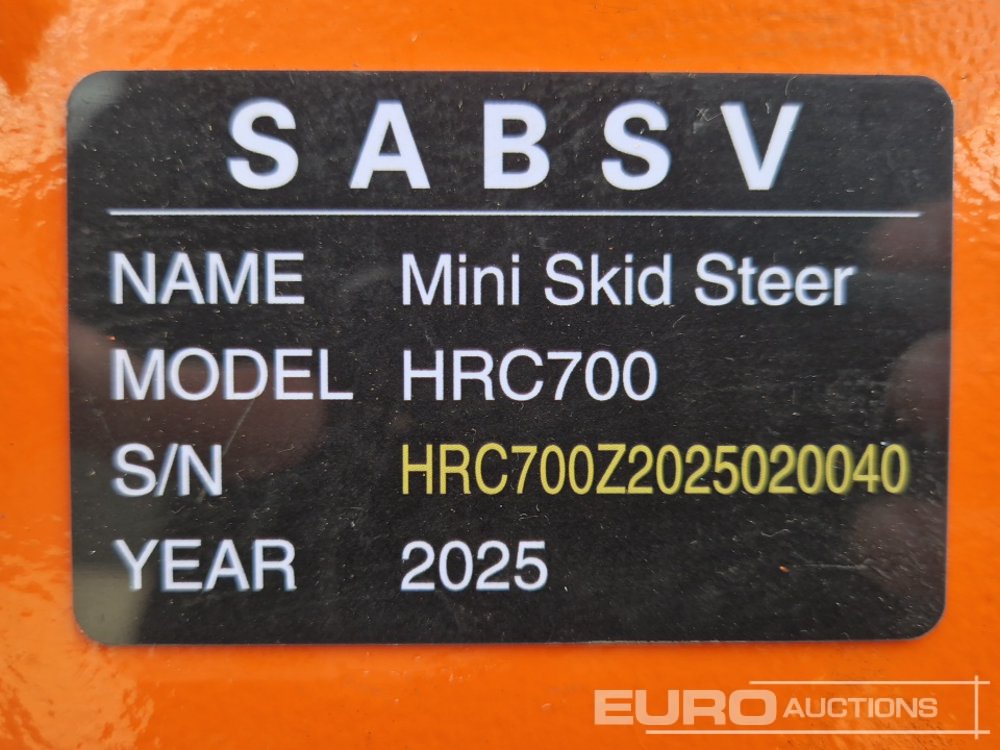 SABSV
NAME Mini Skid Steer
MODEL HRC700
S/N HRC700Z2025020040
YEAR 2025
EURO AUCTIONS